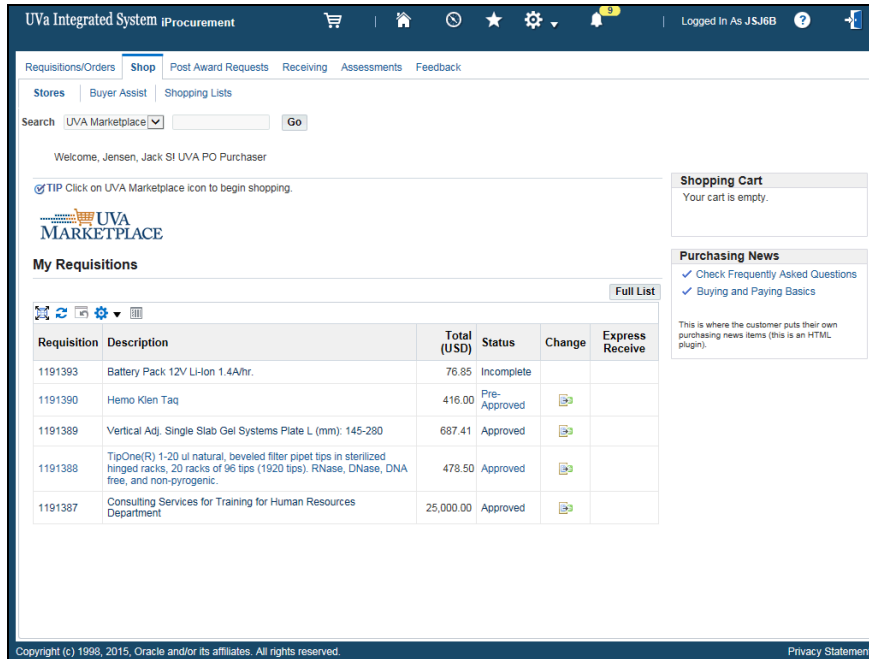 UVa Integrated System iProcurement
9
Logged In As JSJ6B
?
Requisitions/Orders Shop Post Award Requests Receiving Assessments Feedback
Stores Buyer Assist Shopping Lists
Search UVA Marketplace Go
Welcome, Jensen, Jack S! UVA PO Purchaser
TIP Click on UVA Marketplace icon to begin shopping.
UVA
MARKETPLACE
My Requisitions
Full List
Requisition Description Total (USD) Status Change Express Receive
1191393 Battery Pack 12V Li-Ion 1.4A/hr. 76.85 Incomplete
1191390 Hemo Klen Taq 416.00 Pre-Approved
1191389 Vertical Adj. Single Slab Gel Systems Plate L (mm): 145-280 687.41 Approved
1191388 TipOne(R) 1-20 ul natural, beveled filter pipet tips in sterilized
hinged racks, 20 racks of 96 tips (1920 tips). RNase, DNase, DNA
free, and non-pyrogenic. 478.50 Approved
1191387 Consulting Services for Training for Human Resources
Department 25,000.00 Approved
Shopping Cart
Your cart is empty.
Purchasing News
Check Frequently Asked Questions
Buying and Paying Basics
This is where the customer puts their own
purchasing news items (this is an HTML
plugin).
Copyright (c) 1998, 2015, Oracle and/or its affiliates. All rights reserved.
Privacy Statement